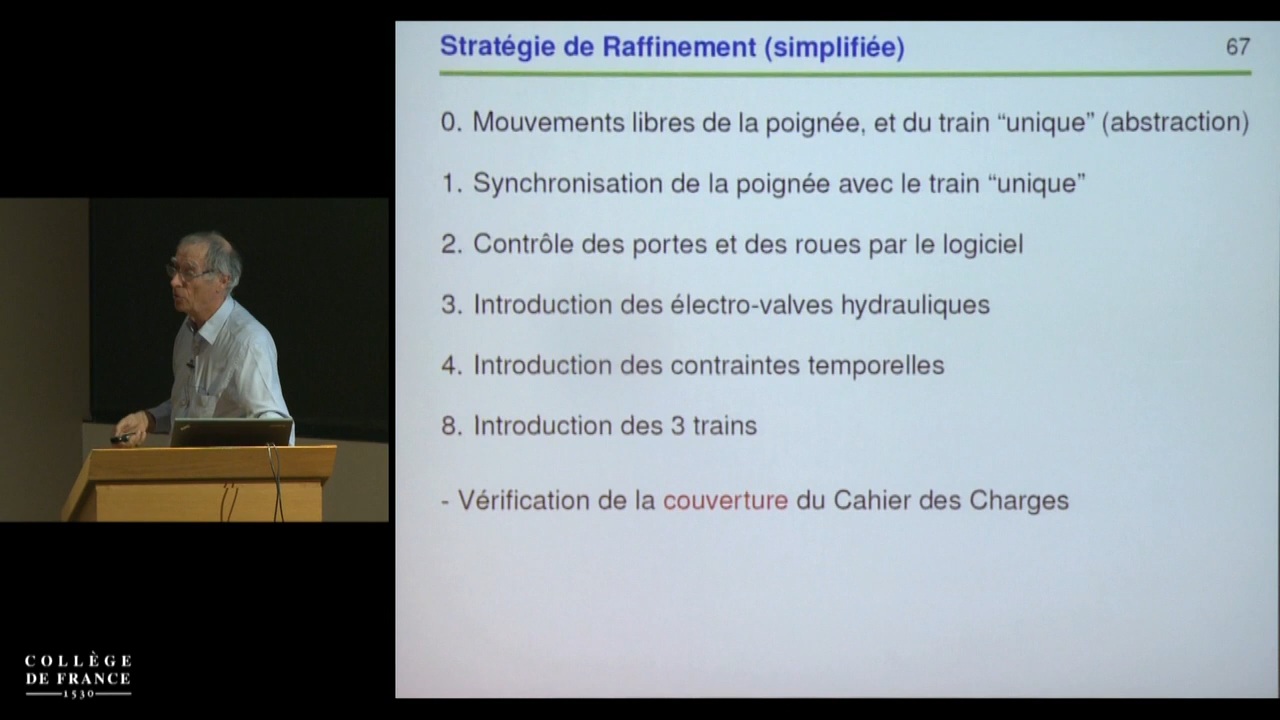 Stratégie de Raffinement (simplifiée)
67
0. Mouvements libres de la poignée, et du train “unique” (abstraction)
1. Synchronisation de la poignée avec le train “unique”
2. Contrôle des portes et des roues par le logiciel
3. Introduction des électro-valves hydrauliques
4. Introduction des contraintes temporelles
8. Introduction des 3 trains
- Vérification de la couverture du Cahier des Charges
COLLÈGE
DE FRANCE
1530